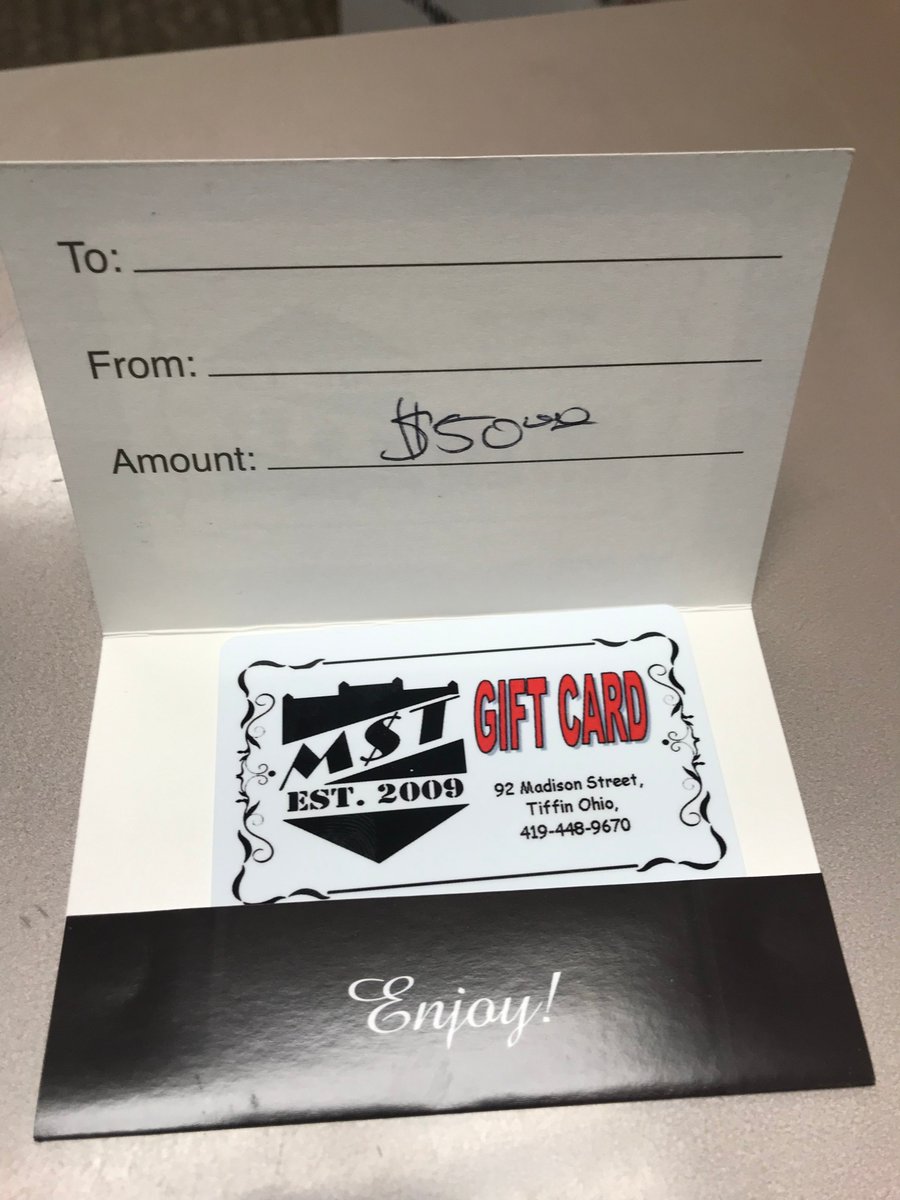 To:
From:
Amount: $50.00
M$T
EST. 2009
GIFT CARD
92 Madison Street,
Tiffin Ohio,
419-448-9670
Enjoy!